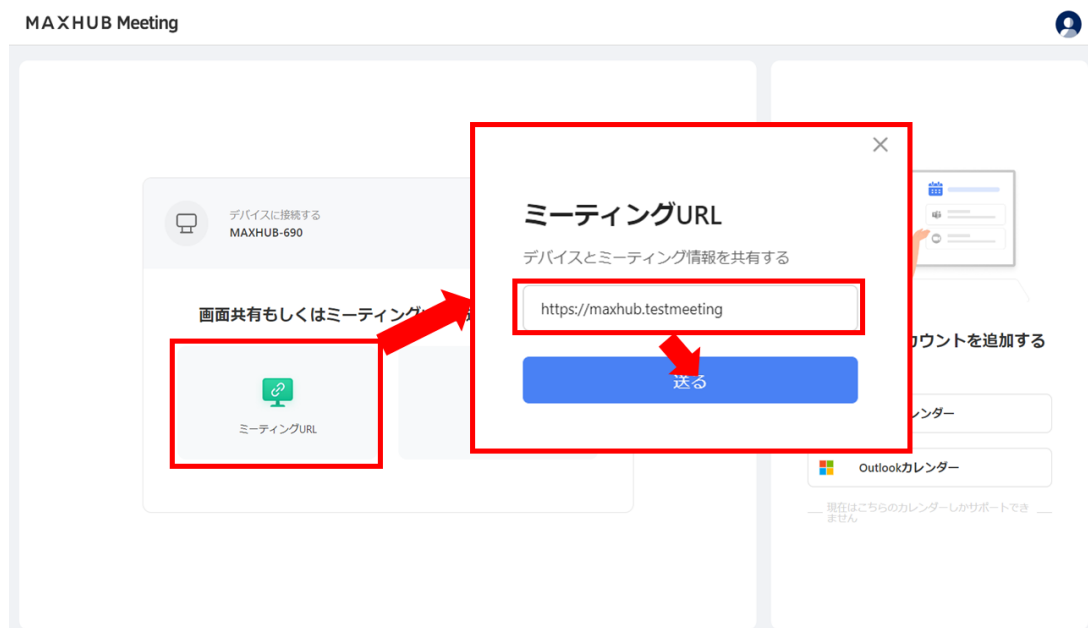 MAXHUB Meeting
デバイスに接続する
MAXHUB-690
画面共有もしくはミーティング
ミーティングURL
ミーティングURL
デバイスとミーティング情報を共有する
https://maxhub.testmeeting
送る
カウントを追加する
レンダー
Outlookカレンダー
現在はこちらのカレンダーしかサポートでき
ません